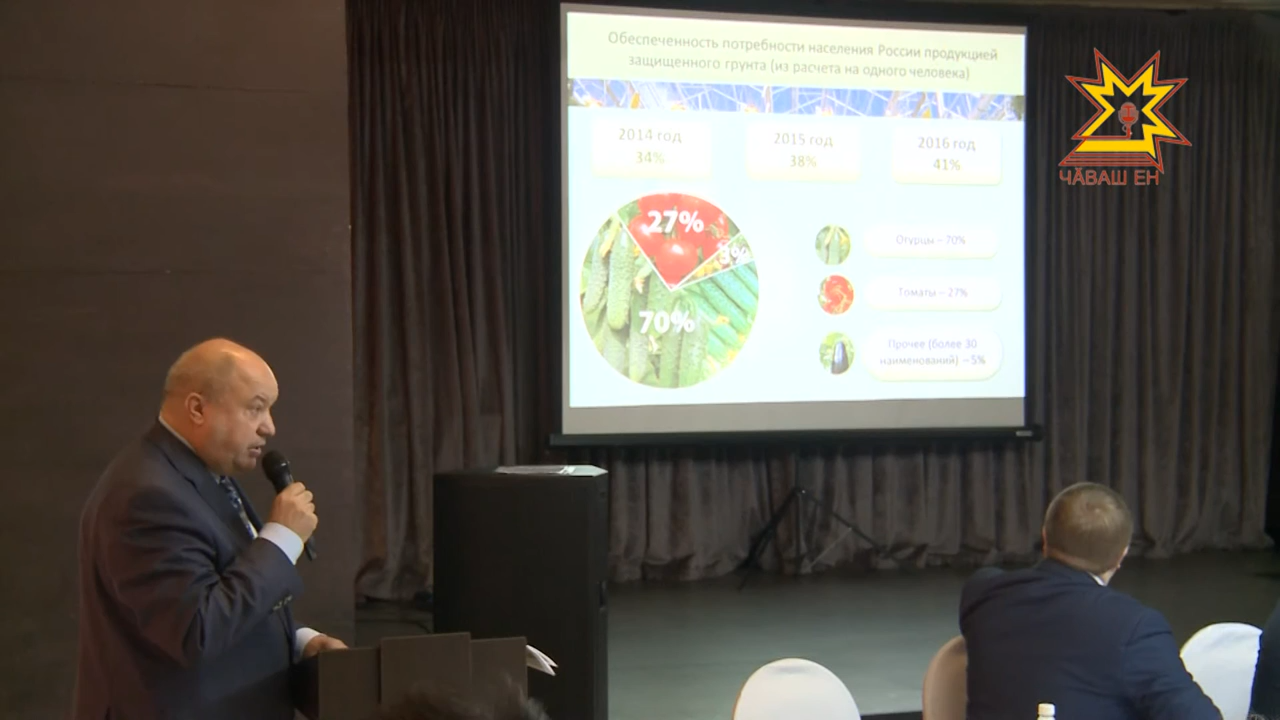 Обеспеченность потребности населения России продукцией
защищенного грунта (из расчета на одного человека)
2014 год
34%
2015 год
38%
2016 год
41%
27%
3%
70%
Огурцы – 70%
Томаты – 27%
Прочее (более 30
наименований) – 5%
ЧӐВАШ ЕН